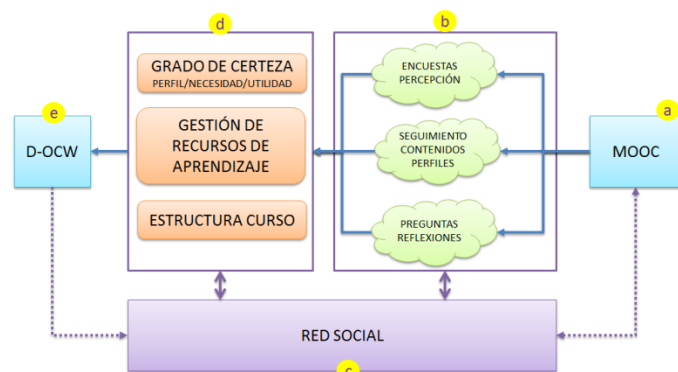 d
b
GRADO DE CERTEZA
PERFIL/NECESIDAD/UTILIDAD
ENCUESTAS
PERCEPCIÓN
e
a
D-OCW
GESTIÓN DE
RECURSOS DE
APRENDIZAJE
SEGUIMIENTO
CONTENIDOS
PERFILES
MOOC
ESTRUCTURA CURSO
PREGUNTAS
REFLEXIONES
RED SOCIAL
c